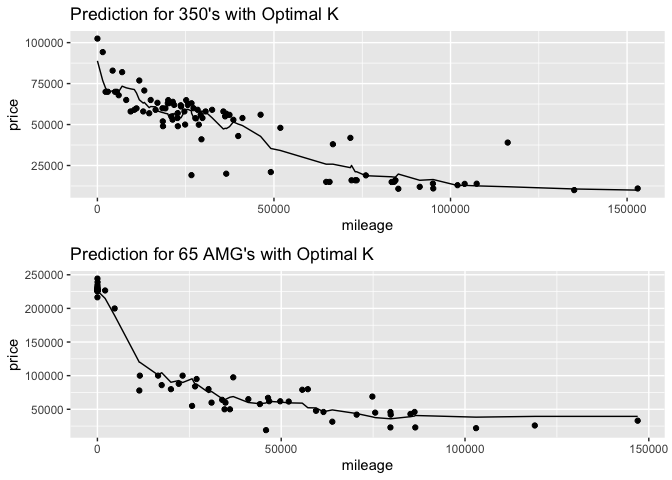 Prediction for 350's with Optimal K
100000
75000
50000
25000
price
0 50000 100000 150000
mileage
Prediction for 65 AMG's with Optimal K
250000
200000
150000
100000
50000
price
0 50000 100000 150000
mileage